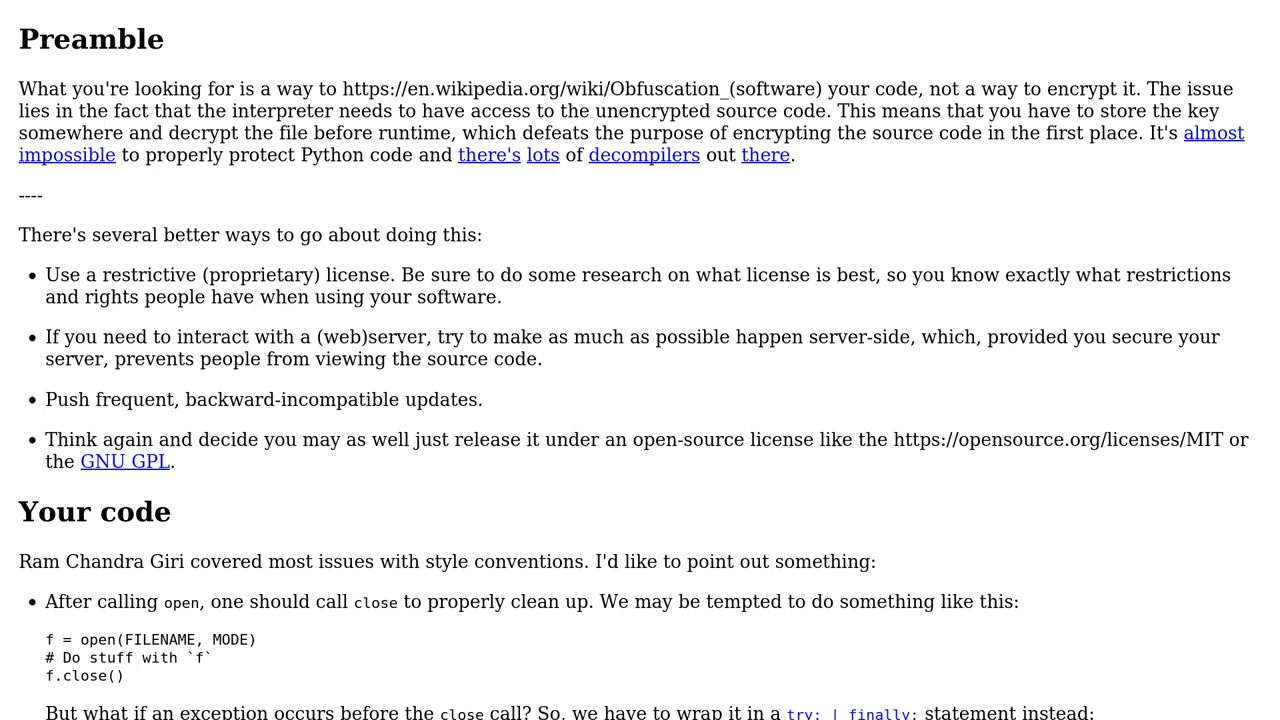 Preamble
What you're looking for is a way to https://en.wikipedia.org/wiki/Obfuscation_(software) your code, not a way to encrypt it. The issue
lies in the fact that the interpreter needs to have access to the unencrypted source code. This means that you have to store the key
somewhere and decrypt the file before runtime, which defeats the purpose of encrypting the source code in the first place. It's almost
impossible to properly protect Python code and there's lots of decompilers out there.
----
There's several better ways to go about doing this:
• Use a restrictive (proprietary) license. Be sure to do some research on what license is best, so you know exactly what restrictions
and rights people have when using your software.
• If you need to interact with a (web)server, try to make as much as possible happen server-side, which, provided you secure your
server, prevents people from viewing the source code.
• Push frequent, backward-incompatible updates.
• Think again and decide you may as well just release it under an open-source license like the https://opensource.org/licenses/MIT or
the GNU GPL.
Your code
Ram Chandra Giri covered most issues with style conventions. I'd like to point out something:
• After calling open, one should call close to properly clean up. We may be tempted to do something like this:
f = open(FILENAME, MODE)
# Do stuff with `f`
f.close()
But what if an exception occurs before the close call? So, we have to wrap it in a try: | finally: statement instead: